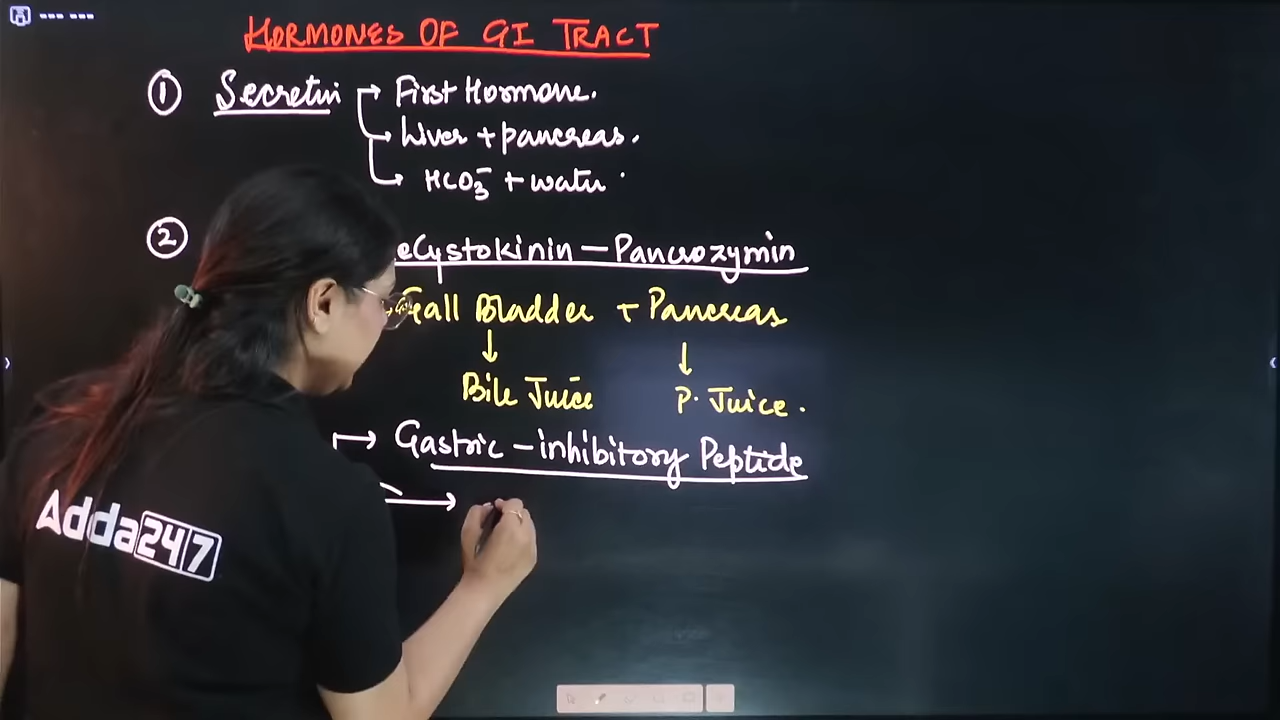 HORMONES OF GI TRACT
① Secretin → First Hormone.
→ Liver + pancreas.
→ HCO₃⁻ + water.
② eCystokinin – Pancrozymin
Gall Bladder + Pancreas
↓ ↓
Bile Juice P. Juice.
→ Gastric – inhibitory Peptide
→
Adda247